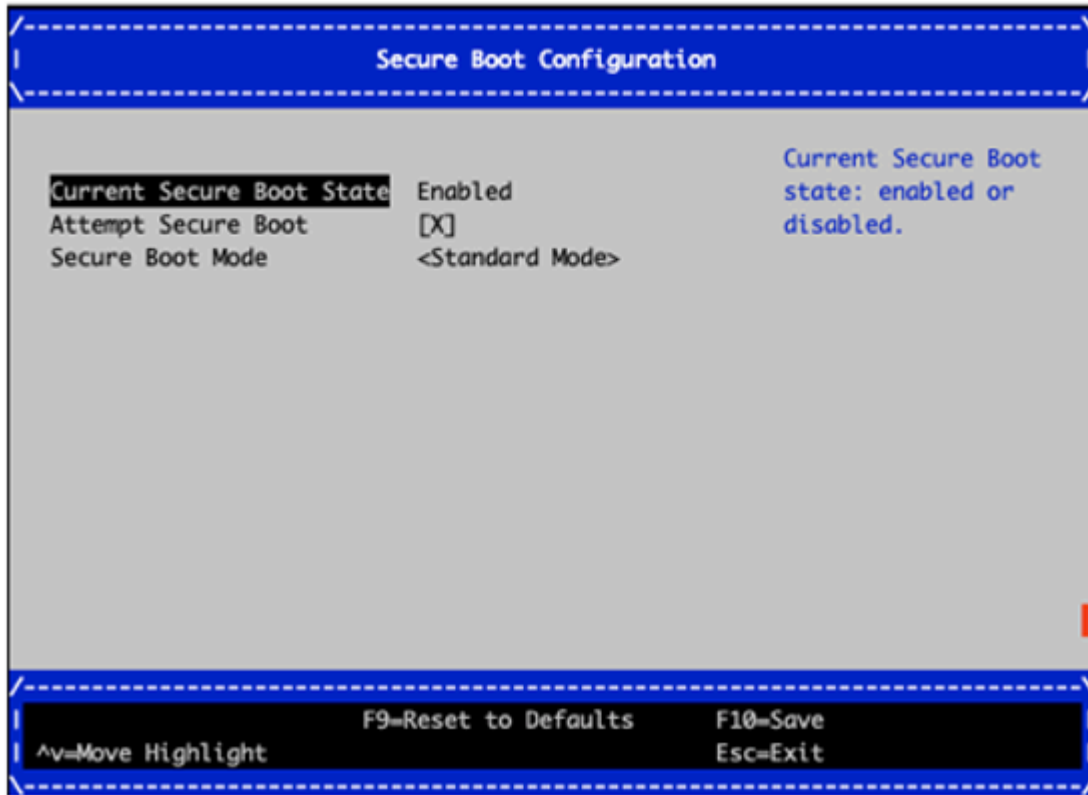 Secure Boot Configuration
Current Secure Boot State Enabled
Attempt Secure Boot [X]
Secure Boot Mode <Standard Mode>
Current Secure Boot
state: enabled or
disabled.
F9=Reset to Defaults F10=Save
^v=Move Highlight Esc=Exit